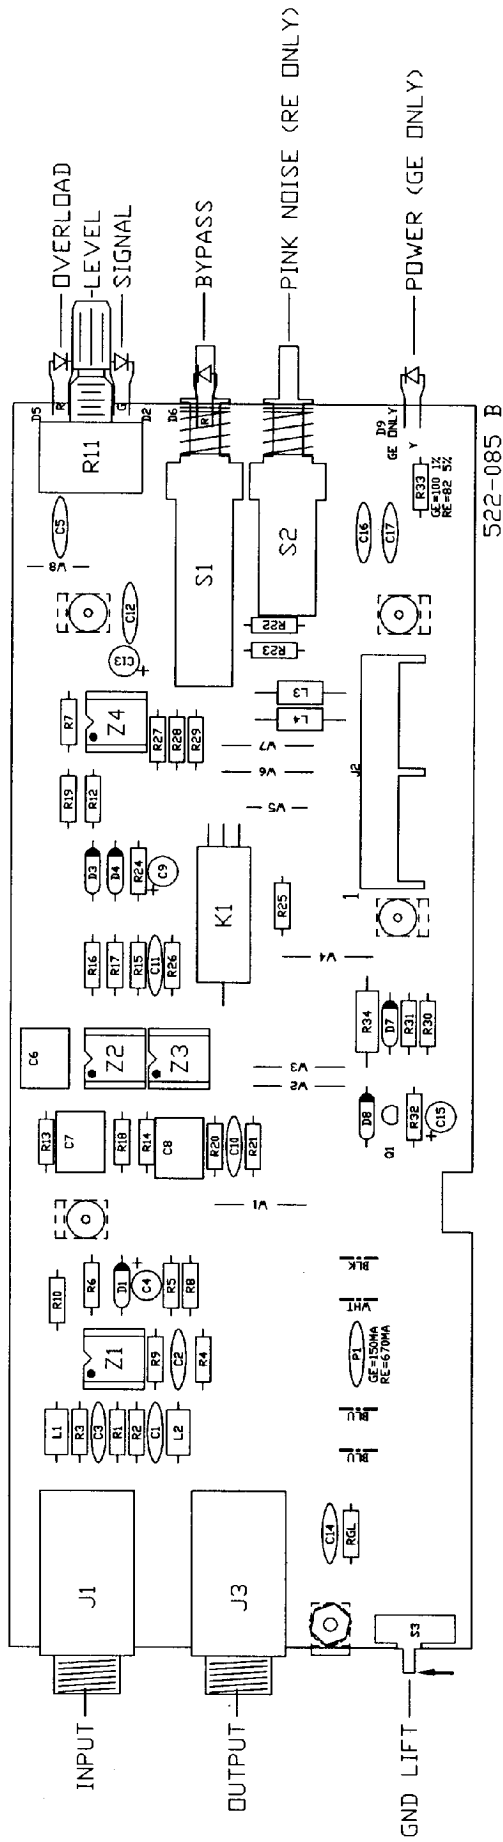 OVERLOAD
LEVEL
SIGNAL
BYPASS
PINK NOISE (RE ONLY)
POWER (GE ONLY)
D5
R
R11
G
D2
D6
R
D9
GE ONLY
Y
522-085 B
C5
W8
C12
C13
+
S1
S2
R22
R23
C16
C17
R33
GE=100 1%
RE=82 5%
R7
Z4
R27
R28
R29
L3
L4
W7
W6
W5
J2
1
R19
R12
D3
D4
R24
+
C9
K1
R25
W4
R16
R17
R15
C11
R26
C6
Z2
Z3
W3
W2
R34
D7
R31
R30
D8
Q1
R32
+
C15
R13
C7
R18
R14
C8
R20
C10
R21
W1
R10
R6
D1
+
C4
R5
R8
Z1
R9
C2
R4
BLK
WHT
P1
GE=150MA
RE=670MA
BLU
BLU
L1
R3
C3
R1
R2
C1
L2
C14
RGL
J1
J3
S3
INPUT
OUTPUT
GND LIFT